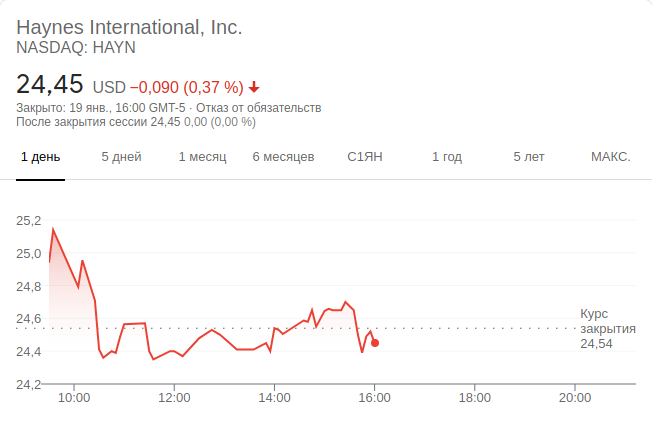 Haynes International, Inc.
NASDAQ: HAYN
24,45 USD −0,090 (0,37 %)
Закрыто: 19 янв., 16:00 GMT-5 · Отказ от обязательств
После закрытия сессии 24,45 0,00 (0,00 %)
1 день 5 дней 1 месяц 6 месяцев С1ЯН 1 год 5 лет МАКС.
25,2
25,0
24,8
24,6
Курс
закрытия
24,54
24,4
24,2
10:00 12:00 14:00 16:00 18:00 20:00